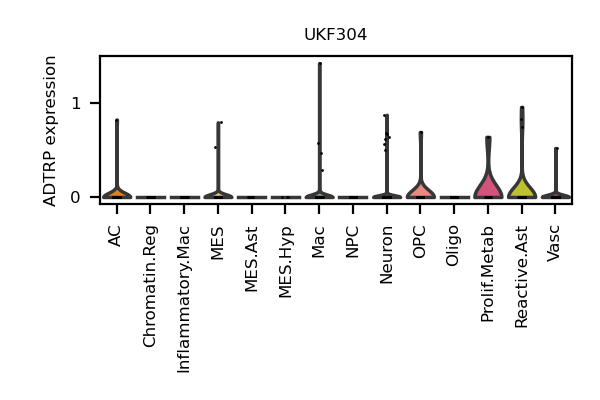 UKF304
ADTRP expression
1
0
AC
Chromatin.Reg
Inflammatory.Mac
MES
MES.Ast
MES.Hyp
Mac
NPC
Neuron
OPC
Oligo
Prolif.Metab
Reactive.Ast
Vasc